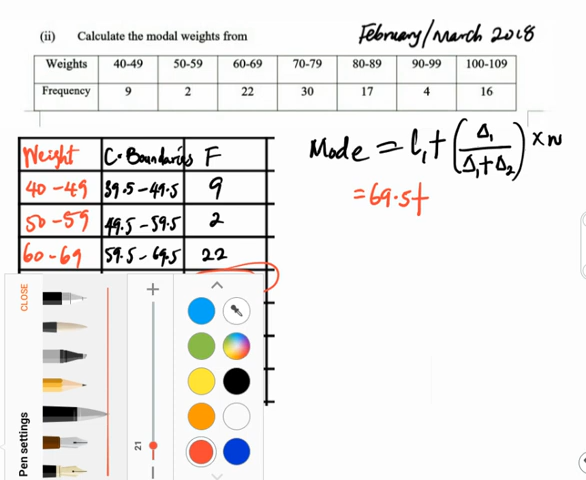 (ii) Calculate the modal weights from
February/March 2018
Weights 40-49 50-59 60-69 70-79 80-89 90-99 100-109
Frequency 9 2 22 30 17 4 16
Weight C. Boundaries F
40-49 39.5-49.5 9
50-59 49.5-59.5 2
60-69 59.5-69.5 22
Mode = L₁ + (Δ₁/Δ₁+Δ₂) × w
= 69.5+
CLOSE
Pen settings
21